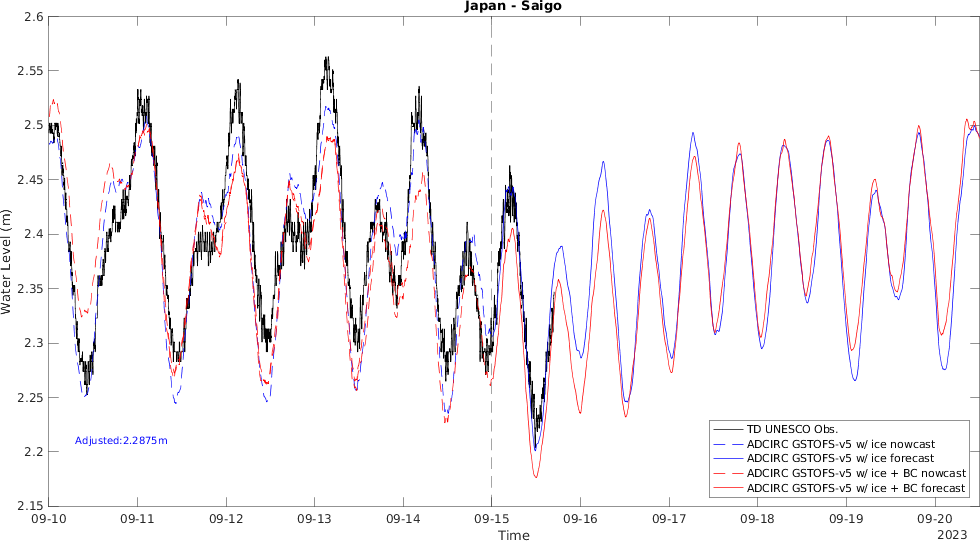 Japan - Saigo
2.6
2.55
2.5
2.45
2.4
2.35
2.3
2.25
2.2
2.15
Water Level (m)
Adjusted:2.2875m
TD UNESCO Obs.
ADCIRC GSTOFS-v5 w/ ice nowcast
ADCIRC GSTOFS-v5 w/ ice forecast
ADCIRC GSTOFS-v5 w/ ice + BC nowcast
ADCIRC GSTOFS-v5 w/ ice + BC forecast
09-10 09-11 09-12 09-13 09-14 09-15 09-16 09-17 09-18 09-19 09-20
Time
2023